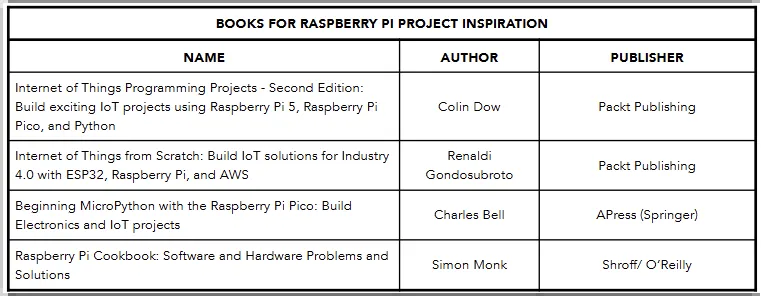 BOOKS FOR RASPBERRY PI PROJECT INSPIRATION
NAME AUTHOR PUBLISHER
Internet of Things Programming Projects - Second Edition:
Build exciting IoT projects using Raspberry Pi 5, Raspberry Pi
Pico, and Python
Colin Dow
Packt Publishing
Internet of Things from Scratch: Build IoT solutions for Industry
4.0 with ESP32, Raspberry Pi, and AWS
Renaldi
Gondosubroto
Packt Publishing
Beginning MicroPython with the Raspberry Pi Pico: Build
Electronics and IoT projects
Charles Bell
APress (Springer)
Raspberry Pi Cookbook: Software and Hardware Problems and
Solutions
Simon Monk
Shroff/ O’Reilly